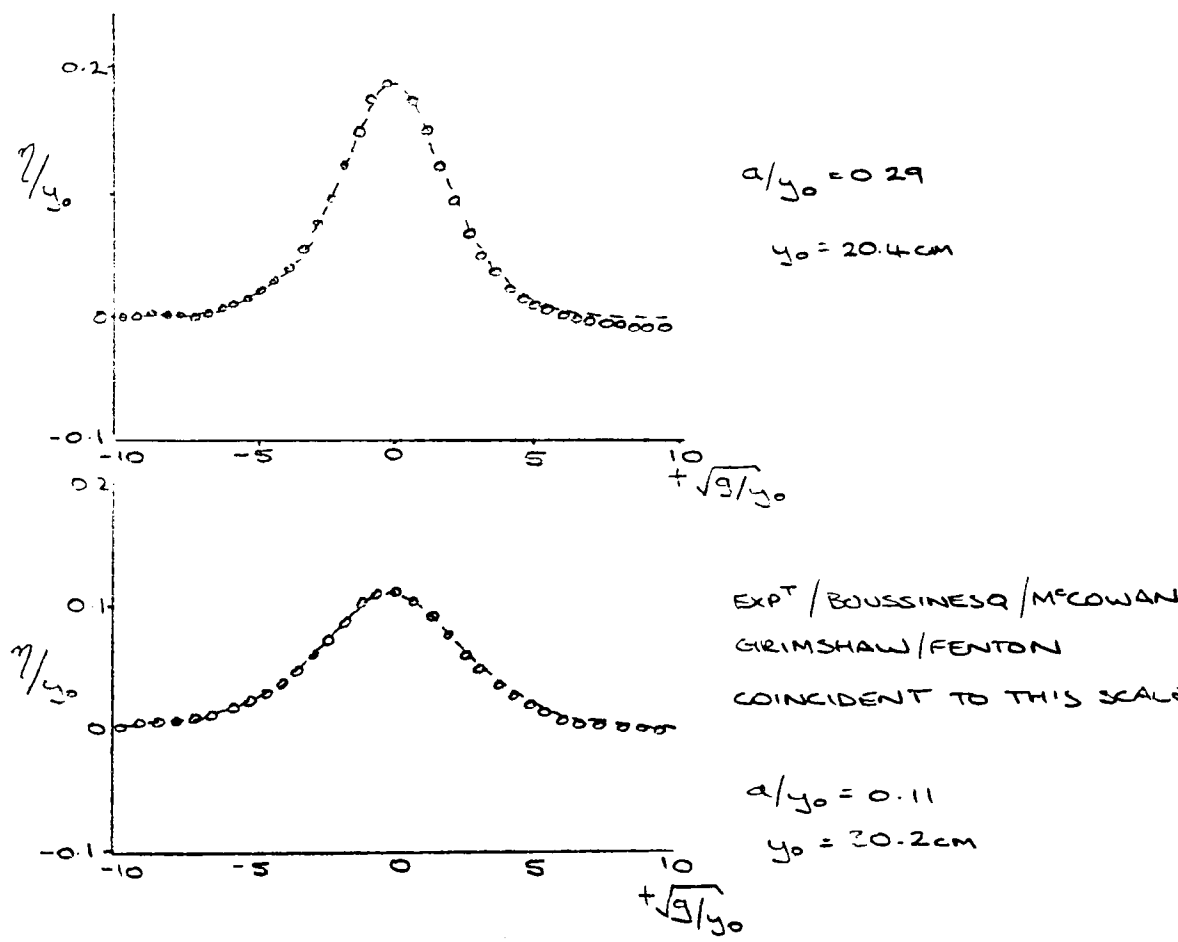 0.2
η/y₀
0
-0.1
-10 -5 0 5 10
+ √g/y₀
a/y₀ = 0 29
y₀ = 20.4 cm
0 2
0.1
η/y₀
0
-0.1
-10 -5 0 5 10
+ √g/y₀
EXPᵀ / BOUSSINESQ / MᶜCOWAN
GRIMSHAW / FENTON
COINCIDENT TO THIS SCALE
a/y₀ = 0.11
y₀ = 30.2 cm